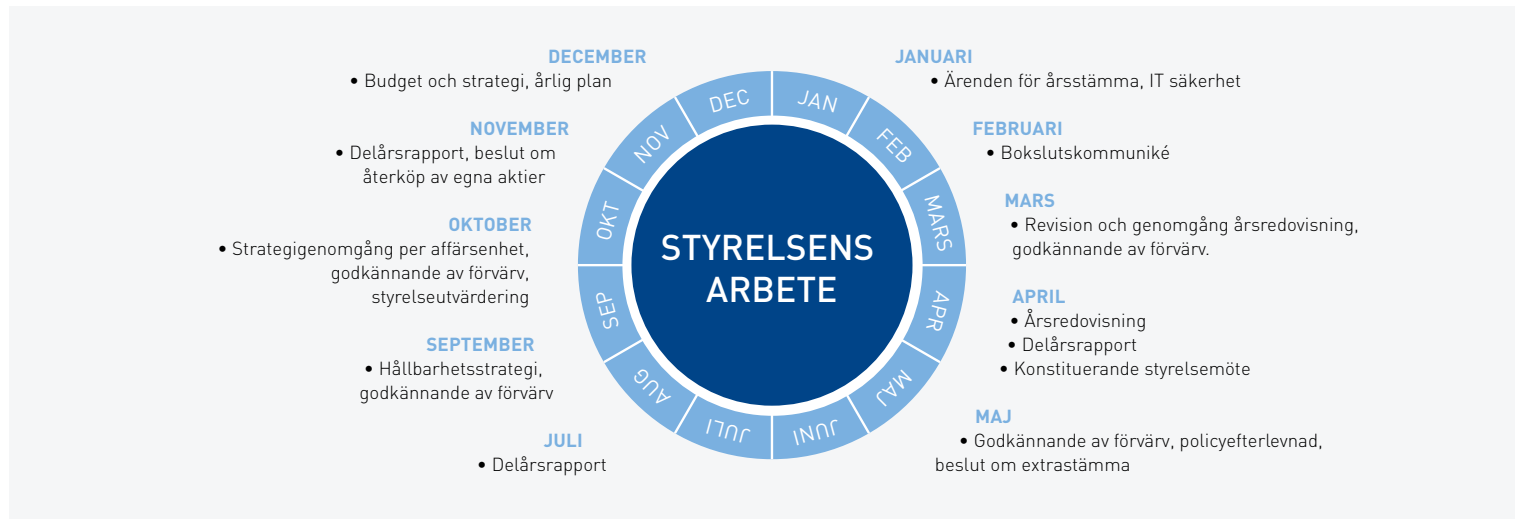 STYRELSENS
ARBETE
JAN
FEB
MARS
APR
MAJ
JUNI
JULI
AUG
SEP
OKT
NOV
DEC
JANUARI
• Ärenden för årsstämma, IT säkerhet
FEBRUARI
• Bokslutskommuniké
MARS
• Revision och genomgång årsredovisning,
godkännande av förvärv.
APRIL
• Årsredovisning
• Delårsrapport
• Konstituerande styrelsemöte
MAJ
• Godkännande av förvärv, policyefterlevnad,
beslut om extrastämma
JULI
• Delårsrapport
SEPTEMBER
• Hållbarhetsstrategi,
godkännande av förvärv
OKTOBER
• Strategigenomgång per affärsenhet,
godkännande av förvärv,
styrelseutvärdering
NOVEMBER
• Delårsrapport, beslut om
återköp av egna aktier
DECEMBER
• Budget och strategi, årlig plan